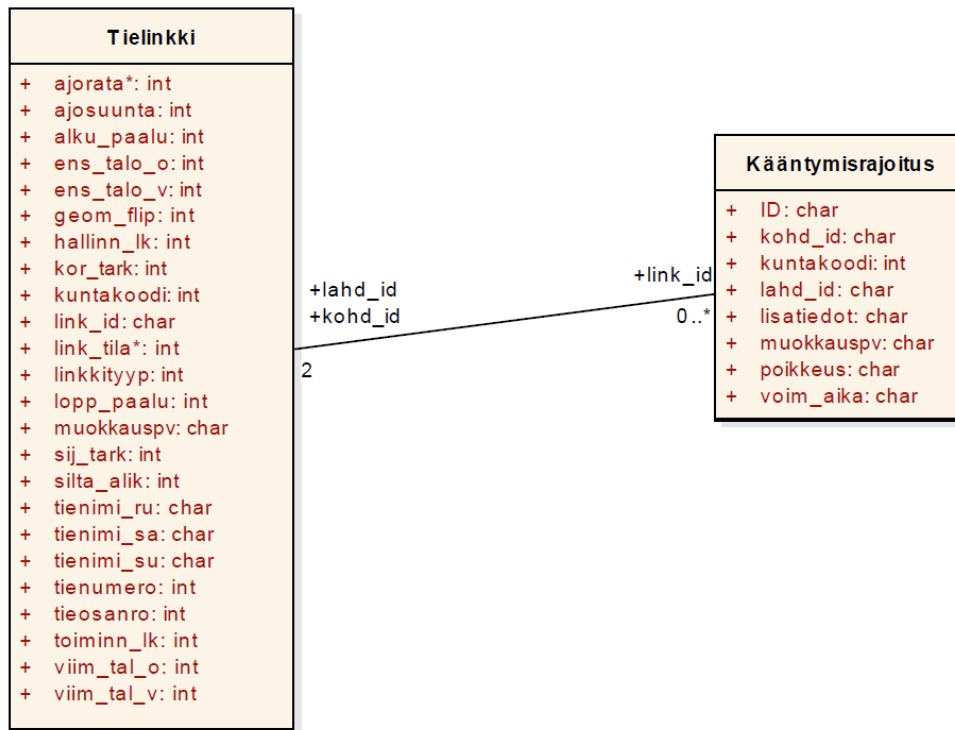 Tielinkki
+ ajorata*: int
+ ajosuunta: int
+ alku_paalu: int
+ ens_talo_o: int
+ ens_talo_v: int
+ geom_flip: int
+ hallinn_lk: int
+ kor_tark: int
+ kuntakoodi: int
+ link_id: char
+ link_tila*: int
+ linkkityyp: int
+ lopp_paalu: int
+ muokkauspv: char
+ sij_tark: int
+ silta_alik: int
+ tienimi_ru: char
+ tienimi_sa: char
+ tienimi_su: char
+ tienumero: int
+ tieosanro: int
+ toiminn_lk: int
+ viim_tal_o: int
+ viim_tal_v: int
+lahd_id
+kohd_id
2
+link_id
0..*
Kääntymisrajoitus
+ ID: char
+ kohd_id: char
+ kuntakoodi: int
+ lahd_id: char
+ lisatiedot: char
+ muokkauspv: char
+ poikkeus: char
+ voim_aika: char